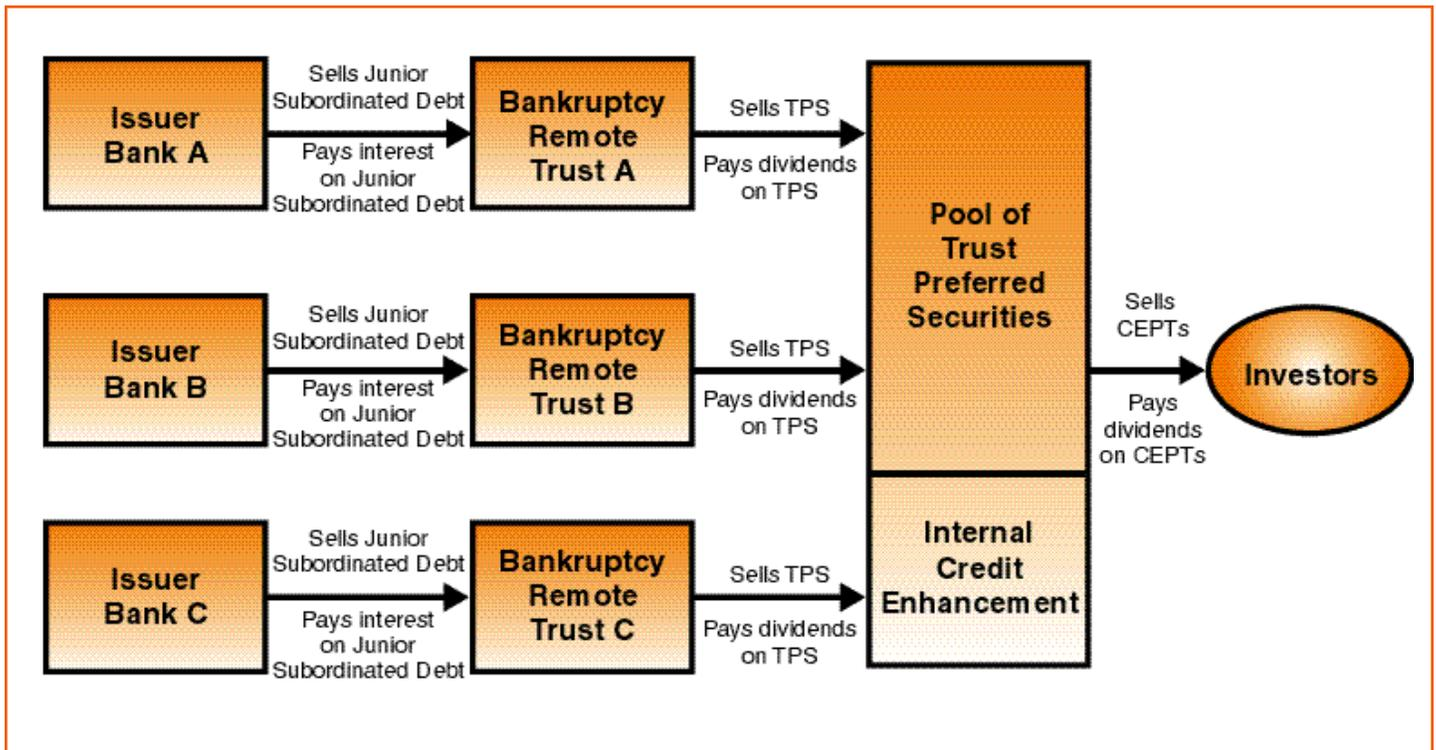 Issuer
Bank A
Sells Junior
Subordinated Debt
Pays interest
on Junior
Subordinated Debt
Bankruptcy
Remote
Trust A
Sells TPS
Pays dividends
on TPS
Issuer
Bank B
Sells Junior
Subordinated Debt
Pays interest
on Junior
Subordinated Debt
Bankruptcy
Remote
Trust B
Sells TPS
Pays dividends
on TPS
Issuer
Bank C
Sells Junior
Subordinated Debt
Pays interest
on Junior
Subordinated Debt
Bankruptcy
Remote
Trust C
Sells TPS
Pays dividends
on TPS
Pool of
Trust
Preferred
Securities
Internal
Credit
Enhancement
Sells
CEPTs
Pays
dividends
on CEPTs
Investors